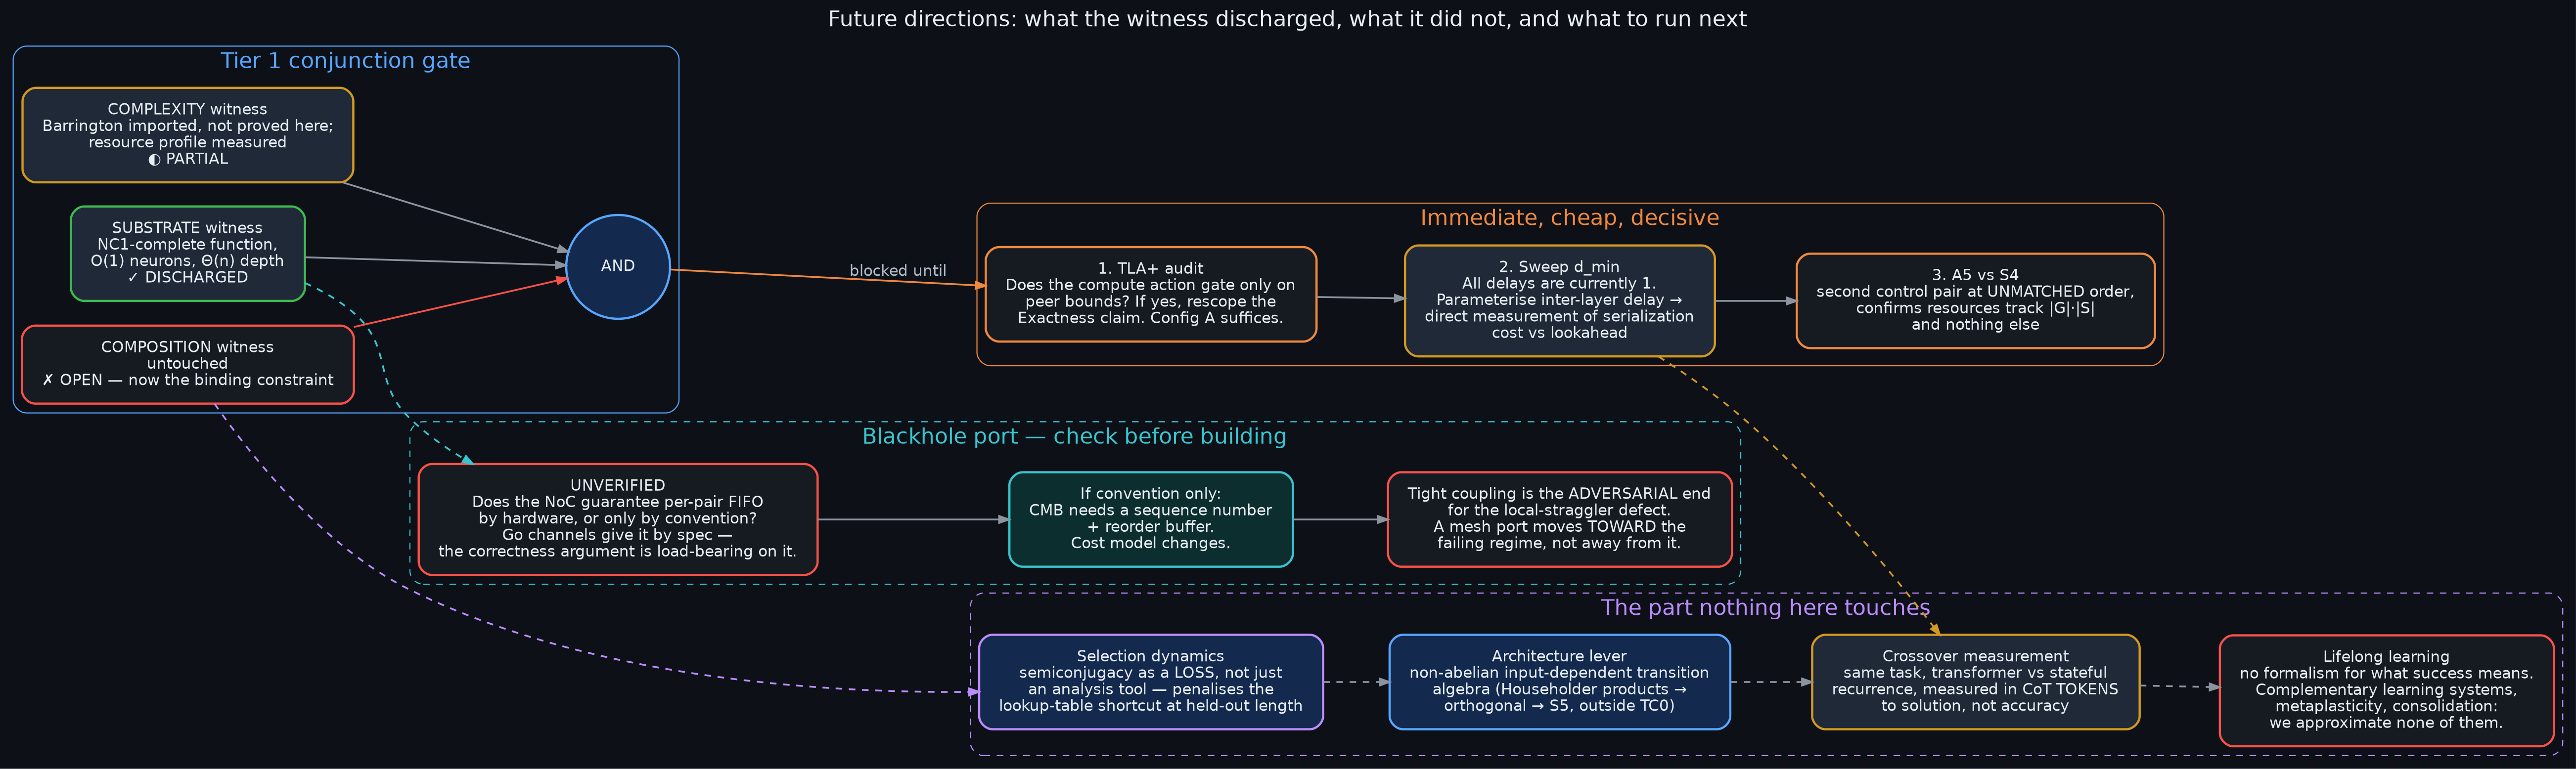 Future directions: what the witness discharged, what it did not, and what to run next
Tier 1 conjunction gate
COMPLEXITY witness
Barrington imported, not proved here;
resource profile measured
◐ PARTIAL
SUBSTRATE witness
NC1-complete function,
O(1) neurons, Θ(n) depth
✓ DISCHARGED
COMPOSITION witness
untouched
✗ OPEN — now the binding constraint
AND
blocked until
Immediate, cheap, decisive
1. TLA+ audit
Does the compute action gate only on
peer bounds? If yes, rescope the
Exactness claim. Config A suffices.
2. Sweep d_min
All delays are currently 1.
Parameterise inter-layer delay →
direct measurement of serialization
cost vs lookahead
3. A5 vs S4
second control pair at UNMATCHED order,
confirms resources track |G|·|S|
and nothing else
Blackhole port — check before building
UNVERIFIED
Does the NoC guarantee per-pair FIFO
by hardware, or only by convention?
Go channels give it by spec —
the correctness argument is load-bearing on it.
If convention only:
CMB needs a sequence number
+ reorder buffer.
Cost model changes.
Tight coupling is the ADVERSARIAL end
for the local-straggler defect.
A mesh port moves TOWARD the
failing regime, not away from it.
The part nothing here touches
Selection dynamics
semiconjugacy as a LOSS, not just
an analysis tool — penalises the
lookup-table shortcut at held-out length
Architecture lever
non-abelian input-dependent transition
algebra (Householder products →
orthogonal → S5, outside TC0)
Crossover measurement
same task, transformer vs stateful
recurrence, measured in CoT TOKENS
to solution, not accuracy
Lifelong learning
no formalism for what success means.
Complementary learning systems,
metaplasticity, consolidation:
we approximate none of them.